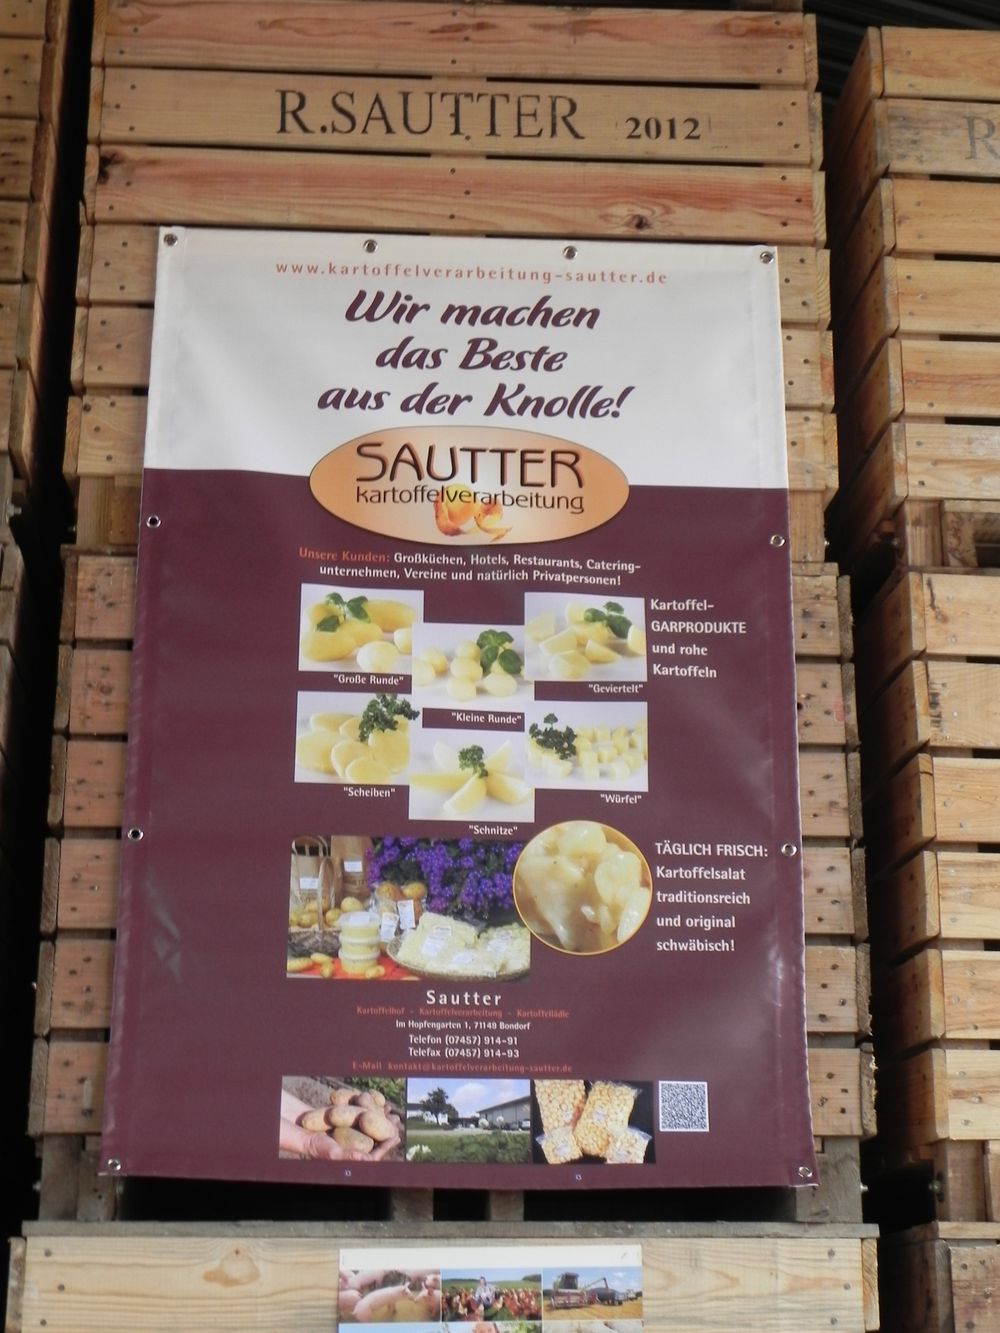 R.SAUTTER 2012
R
www.kartoffelverarbeitung-sautter.de
Wir machen
das Beste
aus der Knolle!
SAUTTER
kartoffelverarbeitung
Unsere Kunden: Großküchen, Hotels, Restaurants, Catering-
unternehmen, Vereine und natürlich Privatpersonen!
Kartoffel-
GARPRODUKTE
und rohe
Kartoffeln
"Große Runde"
"Kleine Runde"
"Geviertelt"
"Scheiben"
"Schnitze"
"Würfel"
TÄGLICH FRISCH:
Kartoffelsalat
traditionsreich
und original
schwäbisch!
Sautter
Kartoffelhof - Kartoffelverarbeitung - Kartoffellädle
Im Hopfengarten 1, 71149 Bondorf
Telefon (07457) 914-91
Telefax (07457) 914-93
E-Mail kontakt@kartoffelverarbeitung-sautter.de